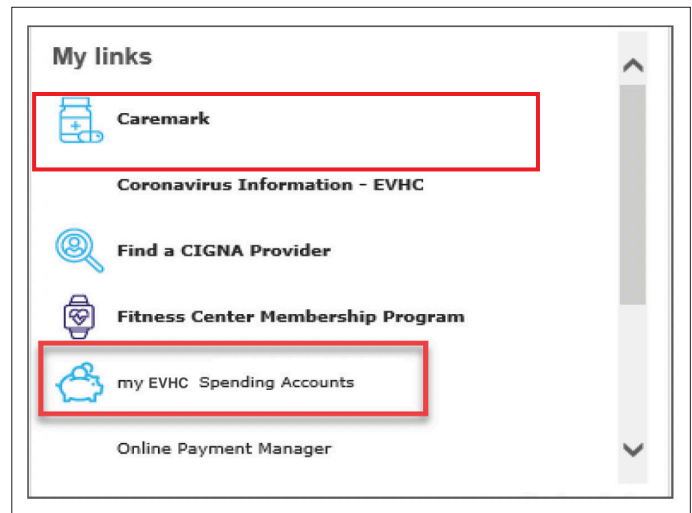 My links
Caremark
Coronavirus Information - EVHC
Find a CIGNA Provider
Fitness Center Membership Program
my EVHC Spending Accounts
Online Payment Manager